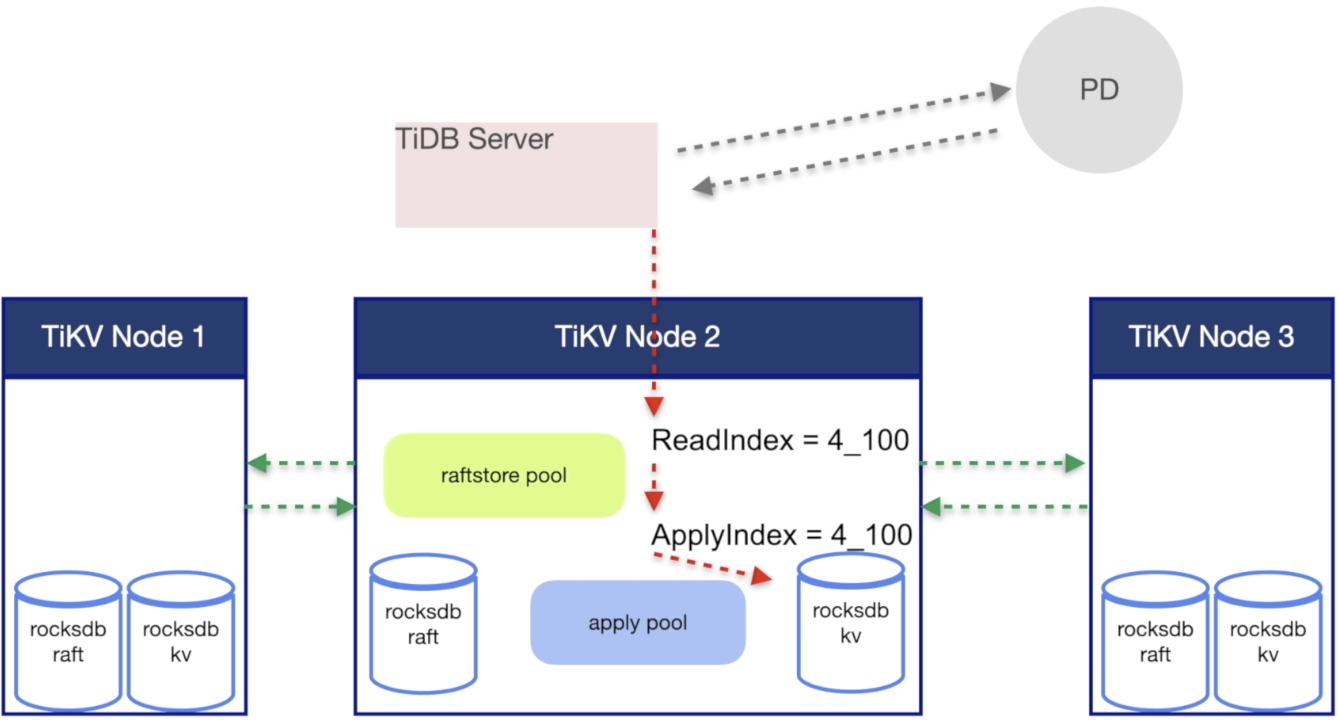 PD
TiDB Server
TiKV Node 1
TiKV Node 2
TiKV Node 3
ReadIndex = 4_100
raftstore pool
ApplyIndex = 4_100
rocksdb
raft
rocksdb
kv
rocksdb
raft
apply pool
rocksdb
kv
rocksdb
raft
rocksdb
kv